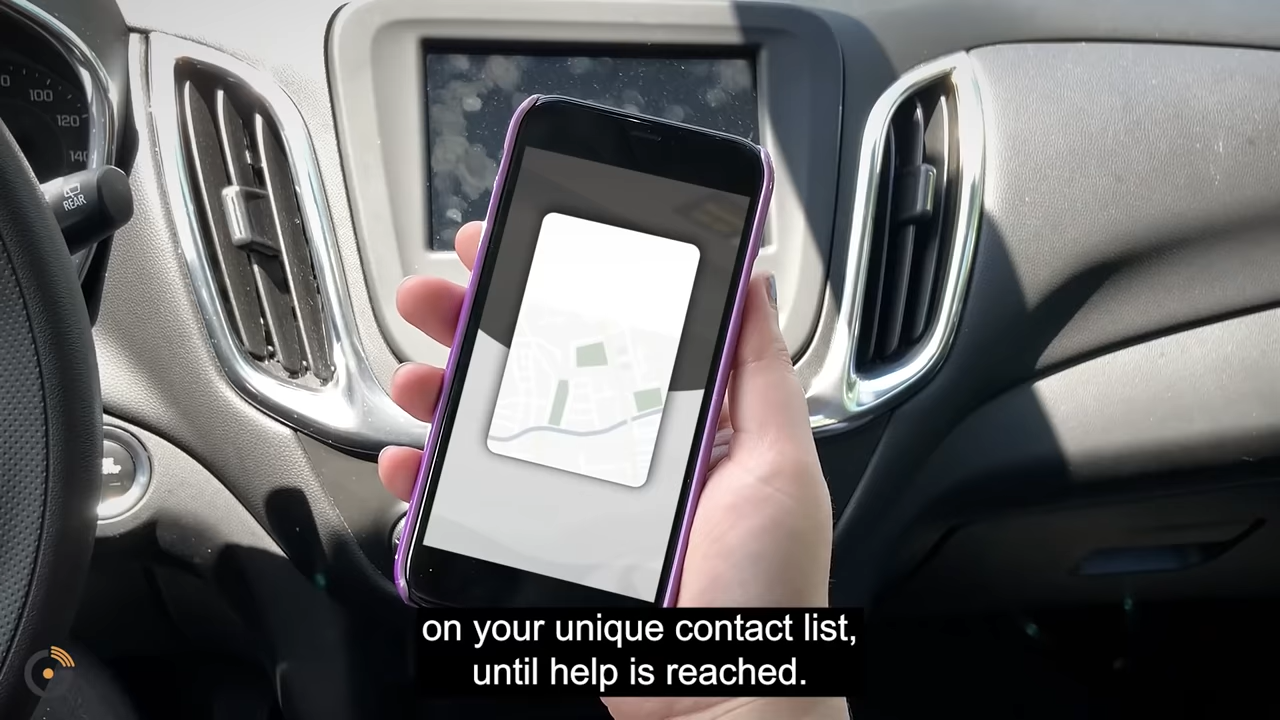 100
120
140
REAR
on your unique contact list,
until help is reached.